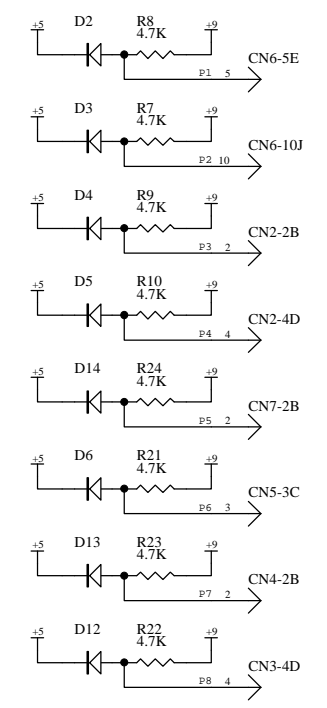 D2 R8
+5 4.7K +9
CN6-5E
P1 5
D3 R7
+5 4.7K +9
CN6-10J
P2 10
D4 R9
+5 4.7K +9
CN2-2B
P3 2
D5 R10
+5 4.7K +9
CN2-4D
P4 4
D14 R24
+5 4.7K +9
CN7-2B
P5 2
D6 R21
+5 4.7K +9
CN5-3C
P6 3
D13 R23
+5 4.7K +9
CN4-2B
P7 2
D12 R22
+5 4.7K +9
CN3-4D
P8 4